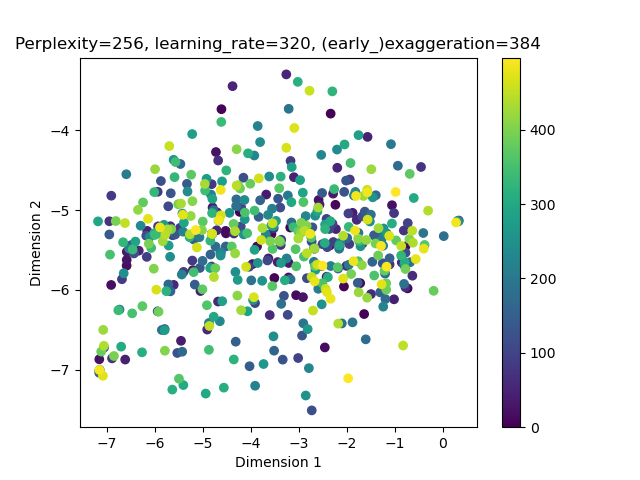 Perplexity=256, learning_rate=320, (early_)exaggeration=384
Dimension 2
−4
−5
−6
−7
−7 −6 −5 −4 −3 −2 −1 0
Dimension 1
400
300
200
100
0